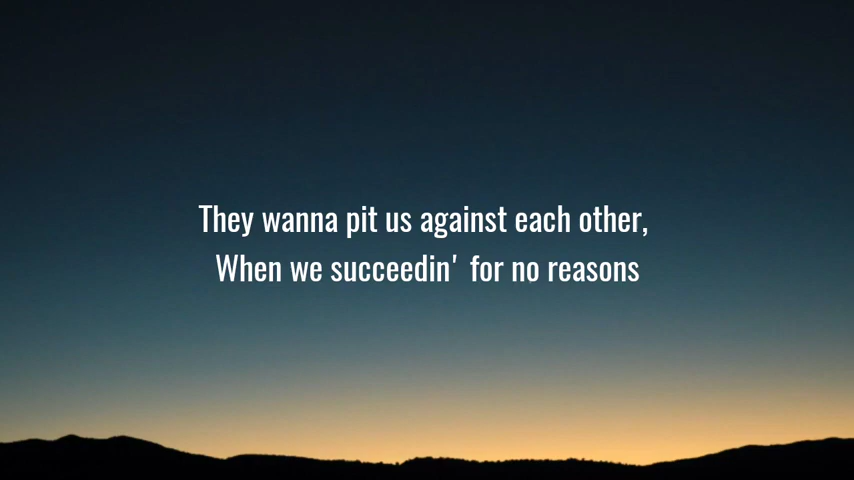 They wanna pit us against each other,
When we succeedin' for no reasons